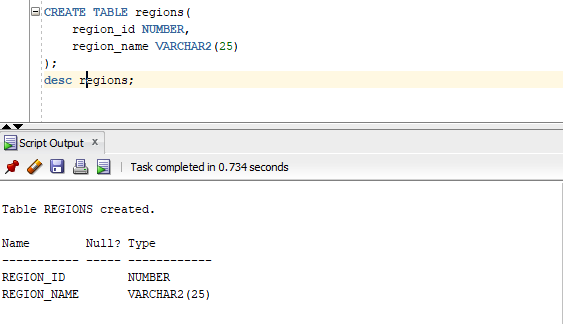 CREATE TABLE regions(
    region_id NUMBER,
    region_name VARCHAR2(25)
);
desc regions;
Script Output x
Task completed in 0.734 seconds
Table REGIONS created.
Name        Null? Type
----------- ----- ------------
REGION_ID         NUMBER
REGION_NAME       VARCHAR2(25)